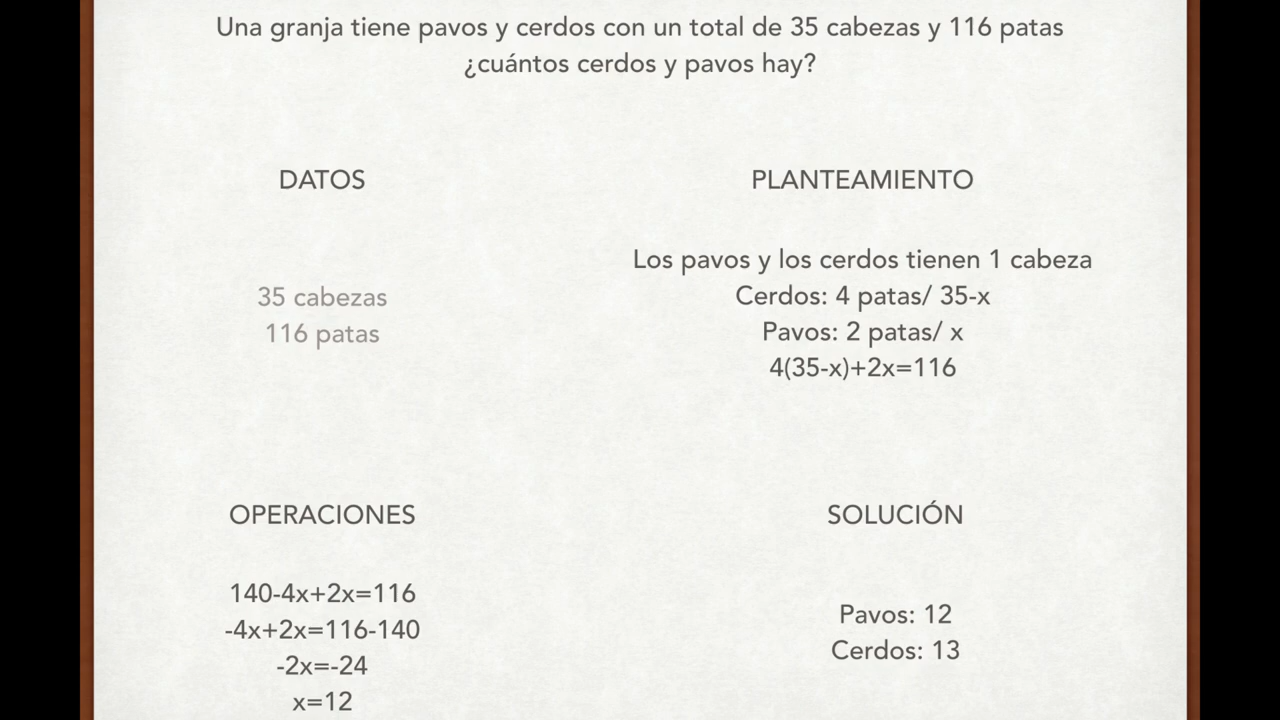 Una granja tiene pavos y cerdos con un total de 35 cabezas y 116 patas
¿cuántos cerdos y pavos hay?
DATOS
35 cabezas
116 patas
PLANTEAMIENTO
Los pavos y los cerdos tienen 1 cabeza
Cerdos: 4 patas/ 35-x
Pavos: 2 patas/ x
4(35-x)+2x=116
OPERACIONES
140-4x+2x=116
-4x+2x=116-140
-2x=-24
x=12
SOLUCIÓN
Pavos: 12
Cerdos: 13